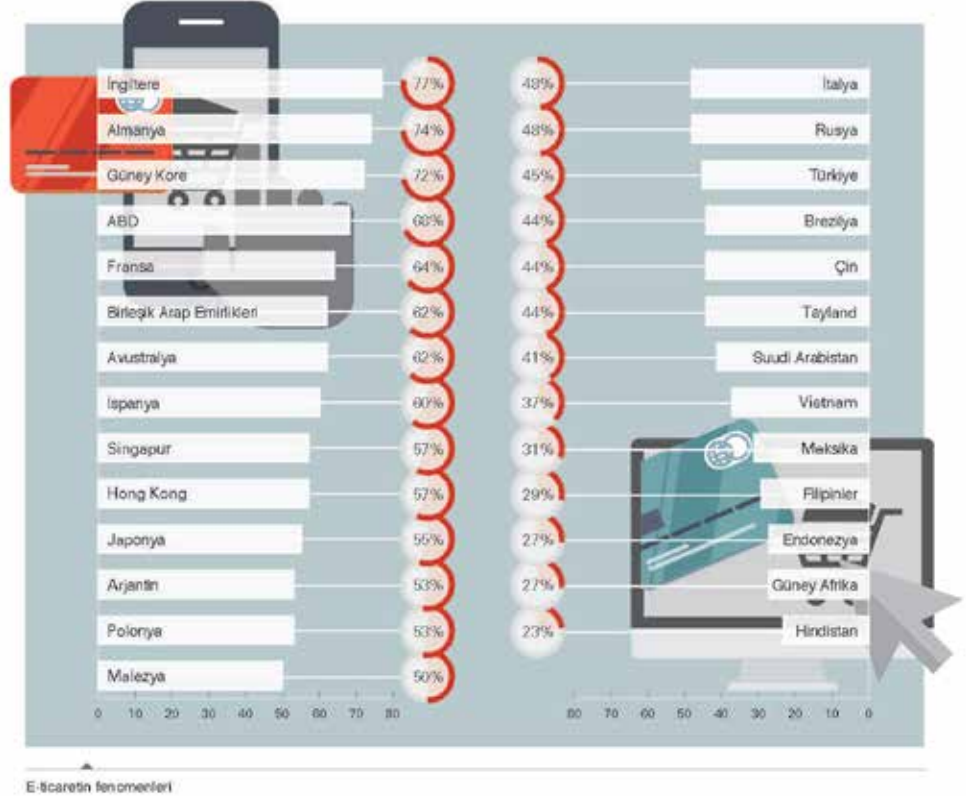 İngiltere 77%
Almanya 74%
Güney Kore 72%
ABD 68%
Fransa 64%
Birleşik Arap Emirlikleri 62%
Avustralya 62%
İspanya 60%
Singapur 57%
Hong Kong 57%
Japonya 55%
Arjantin 53%
Polonya 53%
Malezya 50%
0 10 20 30 40 50 60 70 80
48% İtalya
48% Rusya
45% Türkiye
44% Brezilya
44% Çin
44% Tayland
41% Suudi Arabistan
37% Vietnam
31% Meksika
29% Filipinler
27% Endonezya
27% Güney Afrika
23% Hindistan
80 70 60 50 40 30 20 10 0
E-ticaretin fenomenleri